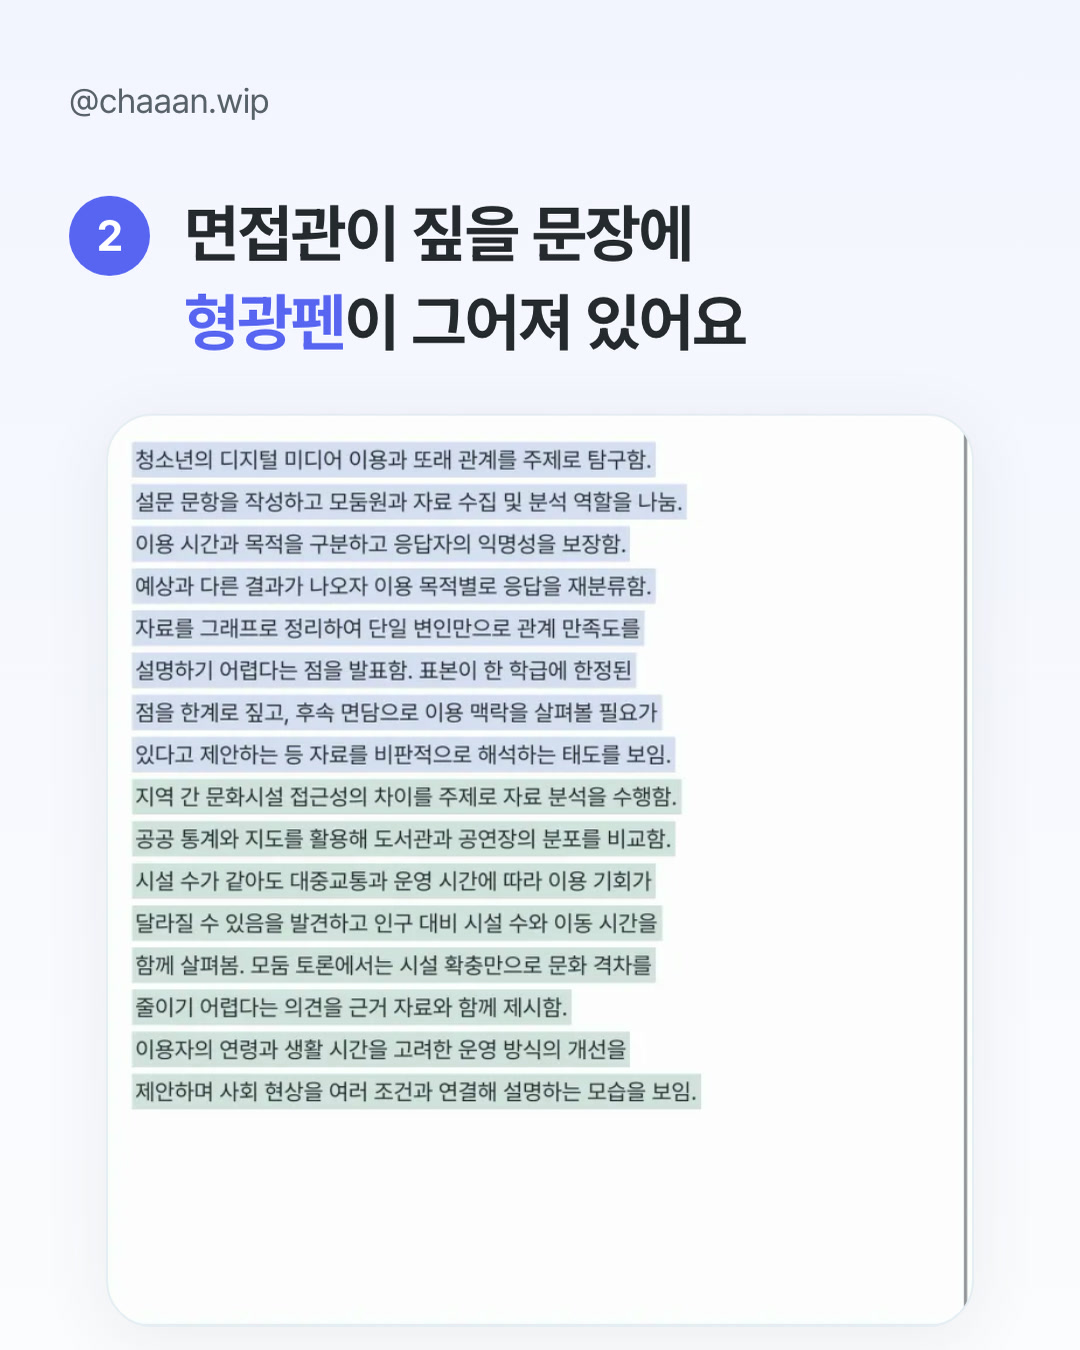 @chaaan.wip
2
면접관이 짚을 문장에
형광펜이 그어져 있어요
청소년의 디지털 미디어 이용과 또래 관계를 주제로 탐구함.
설문 문항을 작성하고 모둠원과 자료 수집 및 분석 역할을 나눔.
이용 시간과 목적을 구분하고 응답자의 익명성을 보장함.
예상과 다른 결과가 나오자 이용 목적별로 응답을 재분류함.
자료를 그래프로 정리하여 단일 변인만으로 관계 만족도를
설명하기 어렵다는 점을 발표함. 표본이 한 학급에 한정된
점을 한계로 짚고, 후속 면담으로 이용 맥락을 살펴볼 필요가
있다고 제안하는 등 자료를 비판적으로 해석하는 태도를 보임.
지역 간 문화시설 접근성의 차이를 주제로 자료 분석을 수행함.
공공 통계와 지도를 활용해 도서관과 공연장의 분포를 비교함.
시설 수가 같아도 대중교통과 운영 시간에 따라 이용 기회가
달라질 수 있음을 발견하고 인구 대비 시설 수와 이동 시간을
함께 살펴봄. 모둠 토론에서는 시설 확충만으로 문화 격차를
줄이기 어렵다는 의견을 근거 자료와 함께 제시함.
이용자의 연령과 생활 시간을 고려한 운영 방식의 개선을
제안하며 사회 현상을 여러 조건과 연결해 설명하는 모습을 보임.